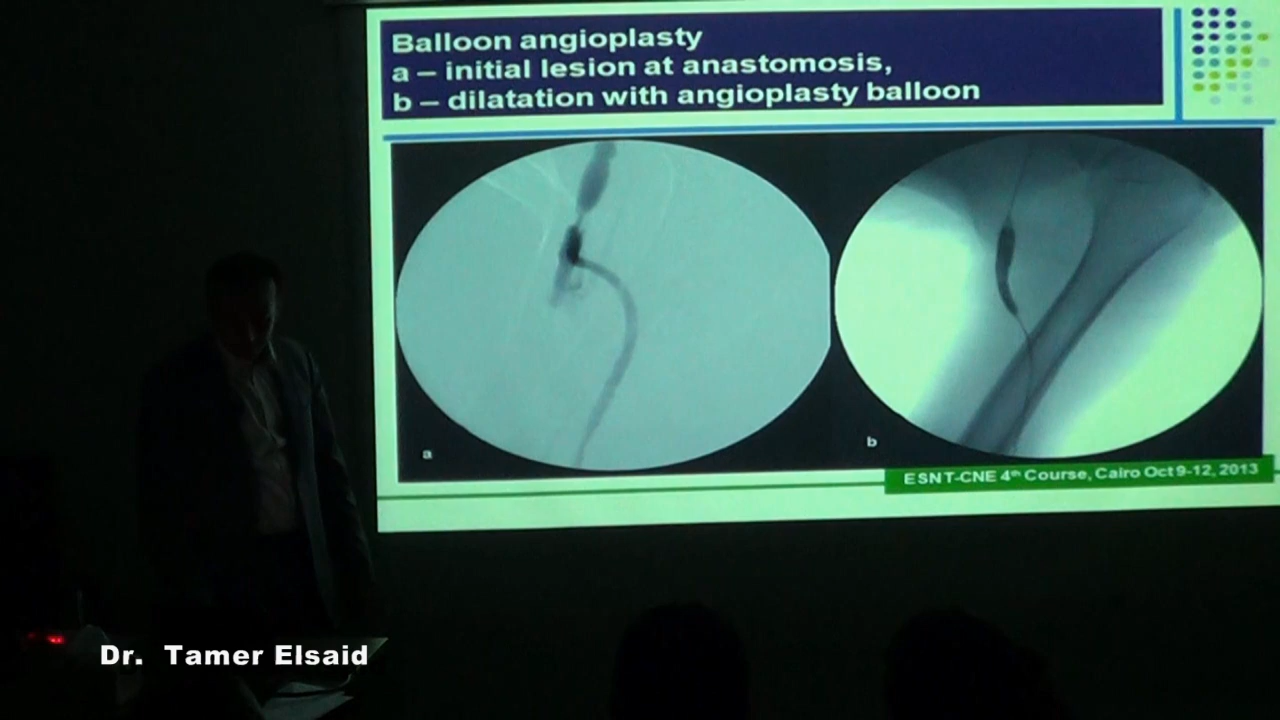 Balloon angioplasty
a – initial lesion at anastomosis,
b – dilatation with angioplasty balloon
a
b
ESNT-CNE 4th Course, Cairo Oct 9-12, 2013
Dr. Tamer Elsaid